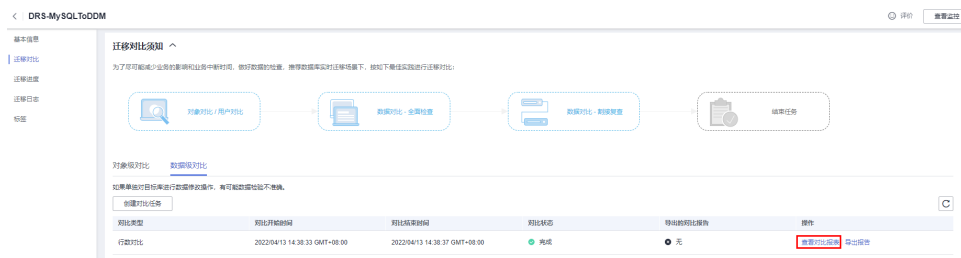 DRS-MySQLToDDM
评价
查看监控
基本信息
迁移对比
迁移进度
迁移日志
标签
迁移对比须知
为了尽可能减少业务的影响和业务中断时间，做好数据的检查，推荐数据库实时迁移场景下，按如下最佳实践进行迁移对比：
对象对比 / 用户对比
数据对比 - 全面检查
数据对比 - 割接复查
结束任务
对象级对比
数据级对比
如果单独对目标库进行数据修改操作，有可能数据检验不准确。
创建对比任务
对比类型
对比开始时间
对比结束时间
对比状态
导出的对比报告
操作
行数对比
2022/04/13 14:38:33 GMT+08:00
2022/04/13 14:38:37 GMT+08:00
完成
无
查看对比报表
导出报告